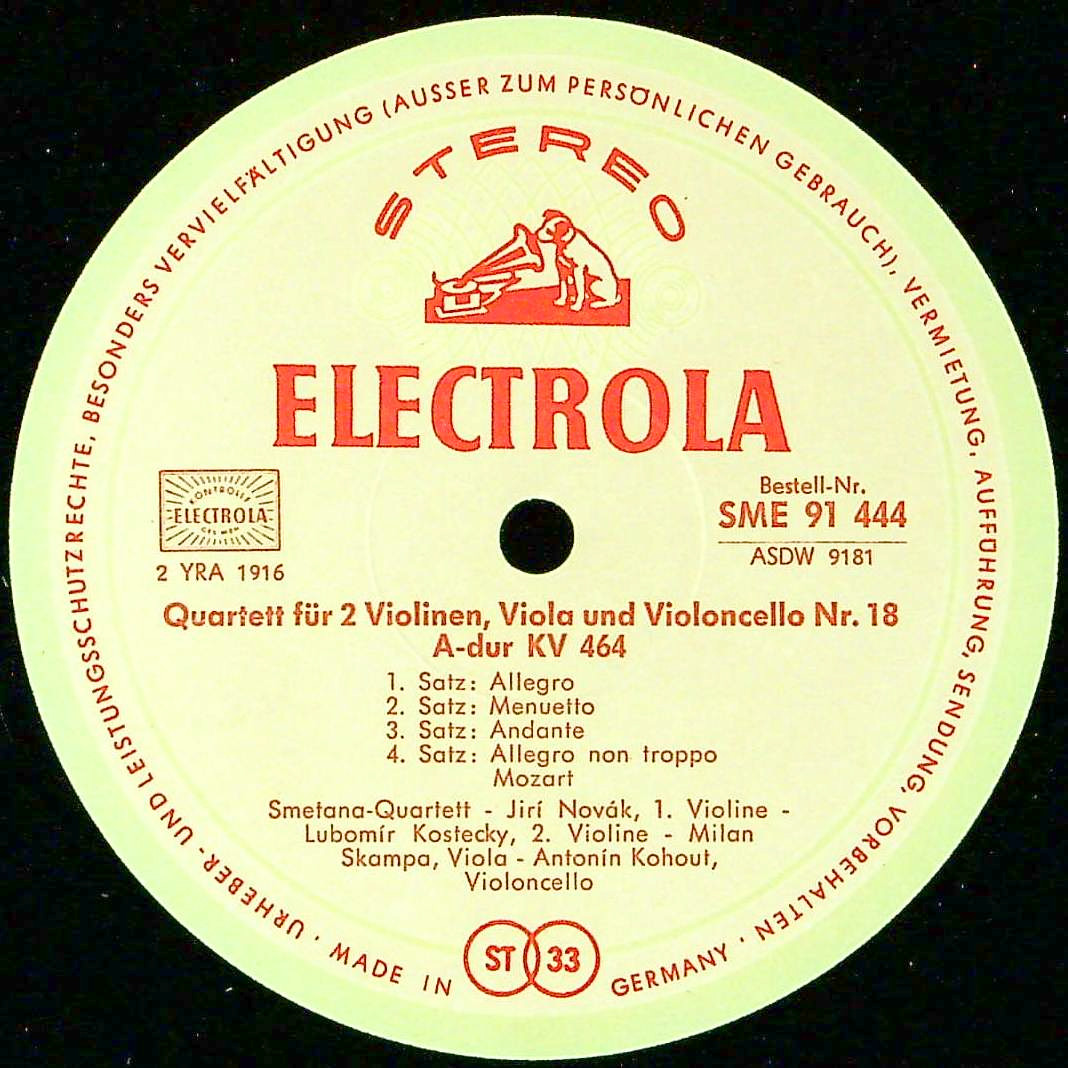 URHEBER- UND LEISTUNGSSCHUTZRECHTE, BESONDERS VERVIELFÄLTIGUNG (AUSSER ZUM PERSÖNLICHEN GEBRAUCH), VERMIETUNG, AUFFÜHRUNG, SENDUNG, VORBEHALTEN ·
STEREO
ELECTROLA
KONTROLLE
ELECTROLA
GES. MBH
2 YRA 1916
Bestell-Nr.
SME 91 444
ASDW 9181
Quartett für 2 Violinen, Viola und Violoncello Nr. 18
A-dur KV 464
1. Satz: Allegro
2. Satz: Menuetto
3. Satz: Andante
4. Satz: Allegro non troppo
Mozart
Smetana-Quartett - Jirí Novák, 1. Violine -
Lubomír Kostecky, 2. Violine - Milan
Skampa, Viola - Antonín Kohout,
Violoncello
· MADE IN
ST 33
GERMANY